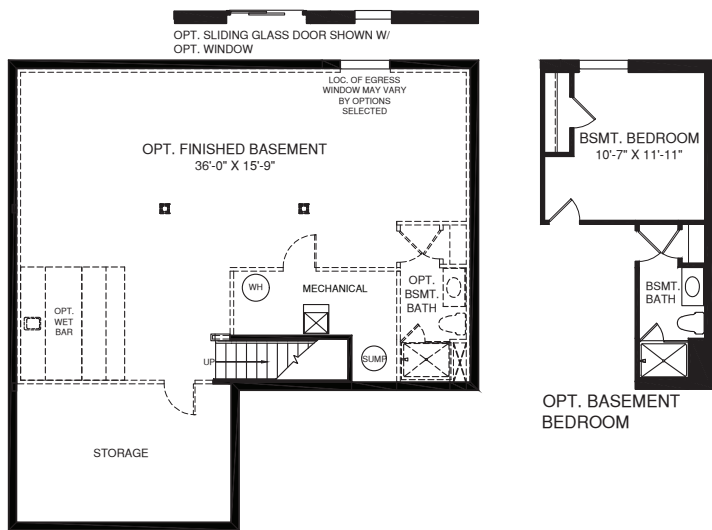 OPT. SLIDING GLASS DOOR SHOWN W/
OPT. WINDOW
LOC. OF EGRESS
WINDOW MAY VARY
BY OPTIONS
SELECTED
OPT. FINISHED BASEMENT
36'-0" X 15'-9"
WH
MECHANICAL
OPT.
BSMT.
BATH
OPT.
WET
BAR
UP
SUMP
STORAGE
BSMT. BEDROOM
10'-7" X 11'-11"
BSMT.
BATH
OPT. BASEMENT
BEDROOM